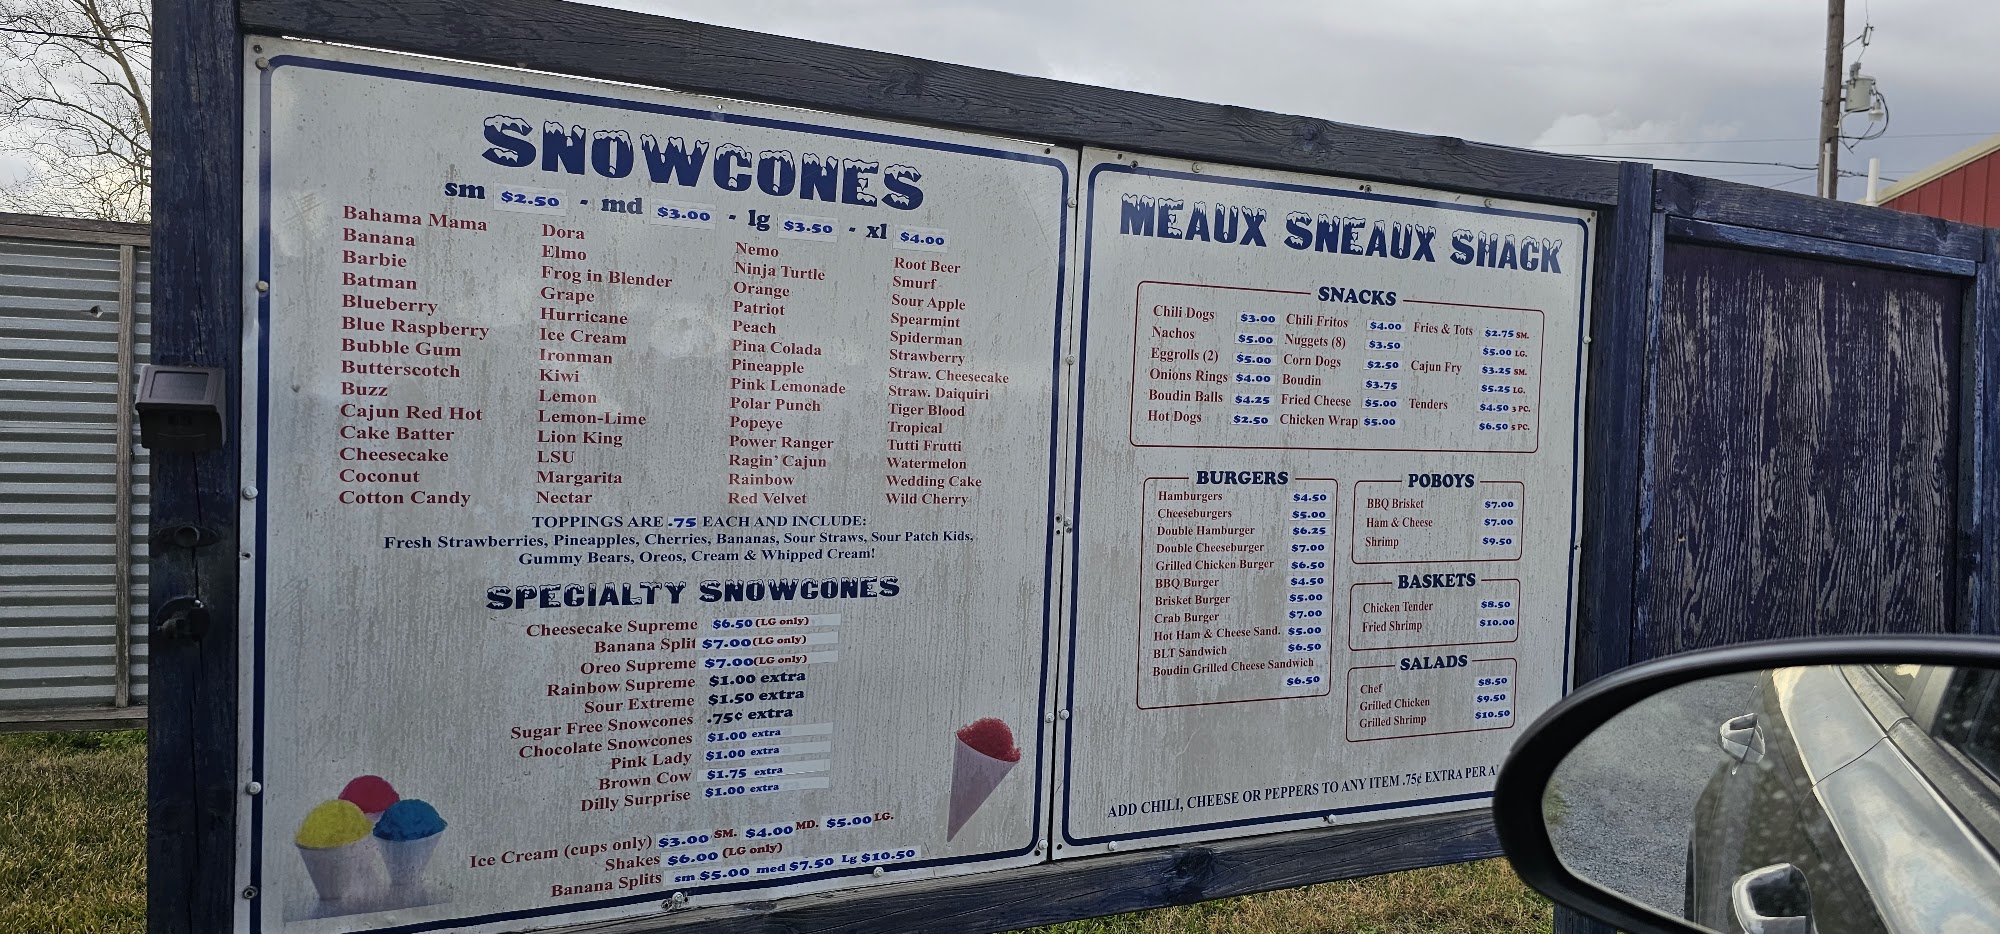 SNOWCONES
sm $2.50 - md $3.00 - lg $3.50 - xl $4.00
Bahama Mama
Banana
Barbie
Batman
Blueberry
Blue Raspberry
Bubble Gum
Butterscotch
Buzz
Cajun Red Hot
Cake Batter
Cheesecake
Coconut
Cotton Candy
Dora
Elmo
Frog in Blender
Grape
Hurricane
Ice Cream
Ironman
Kiwi
Lemon
Lemon-Lime
Lion King
LSU
Margarita
Nectar
Nemo
Ninja Turtle
Orange
Patriot
Peach
Pina Colada
Pineapple
Pink Lemonade
Polar Punch
Popeye
Power Ranger
Ragin' Cajun
Rainbow
Red Velvet
Root Beer
Smurf
Sour Apple
Spearmint
Spiderman
Strawberry
Straw. Cheesecake
Straw. Daiquiri
Tiger Blood
Tropical
Tutti Frutti
Watermelon
Wedding Cake
Wild Cherry
TOPPINGS ARE .75 EACH AND INCLUDE:
Fresh Strawberries, Pineapples, Cherries, Bananas, Sour Straws, Sour Patch Kids,
Gummy Bears, Oreos, Cream & Whipped Cream!
SPECIALTY SNOWCONES
Cheesecake Supreme $6.50 (LG only)
Banana Split $7.00 (LG only)
Oreo Supreme $7.00 (LG only)
Rainbow Supreme $1.00 extra
Sour Extreme $1.50 extra
Sugar Free Snowcones .75¢ extra
Chocolate Snowcones $1.00 extra
Pink Lady $1.00 extra
Brown Cow $1.75 extra
Dilly Surprise $1.00 extra
Ice Cream (cups only) $3.00 SM. $4.00 MD. $5.00 LG.
Shakes $6.00 (LG only)
Banana Splits sm $5.00 med $7.50 Lg $10.50
MEAUX SNEAUX SHACK
SNACKS
Chili Dogs $3.00
Nachos $5.00
Eggrolls (2) $5.00
Onions Rings $4.00
Boudin Balls $4.25
Hot Dogs $2.50
Chili Fritos $4.00
Nuggets (8) $3.50
Corn Dogs $2.50
Boudin $3.75
Fried Cheese $5.00
Chicken Wrap $5.00
Fries & Tots $2.75 SM.
$5.00 LG.
Cajun Fry $3.25 SM.
$5.25 LG.
Tenders $4.50 3 PC.
$6.50 5 PC.
BURGERS
Hamburgers $4.50
Cheeseburgers $5.00
Double Hamburger $6.25
Double Cheeseburger $7.00
Grilled Chicken Burger $6.50
BBQ Burger $4.50
Brisket Burger $5.00
Crab Burger $7.00
Hot Ham & Cheese Sand. $5.00
BLT Sandwich $6.50
Boudin Grilled Cheese Sandwich
$6.50
POBOYS
BBQ Brisket $7.00
Ham & Cheese $7.00
Shrimp $9.50
BASKETS
Chicken Tender $8.50
Fried Shrimp $10.00
SALADS
Chef $8.50
Grilled Chicken $9.50
Grilled Shrimp $10.50
ADD CHILI, CHEESE OR PEPPERS TO ANY ITEM .75¢ EXTRA PER